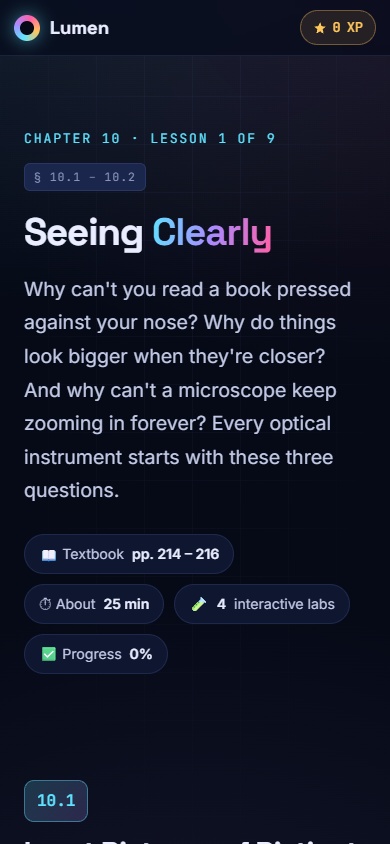 Lumen
0 XP
CHAPTER 10 · LESSON 1 OF 9
§ 10.1 – 10.2
Seeing Clearly
Why can't you read a book pressed
against your nose? Why do things
look bigger when they're closer?
And why can't a microscope keep
zooming in forever? Every optical
instrument starts with these three
questions.
Textbook pp. 214 – 216
About 25 min
4 interactive labs
Progress 0%
10.1